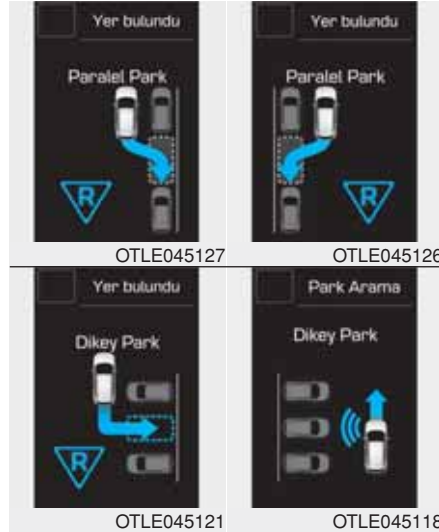 Yer bulundu
Paralel Park
R
OTLE045127
Yer bulundu
Paralel Park
R
OTLE045126
Yer bulundu
Dikey Park
R
OTLE045121
Park Arama
Dikey Park
OTLE045118